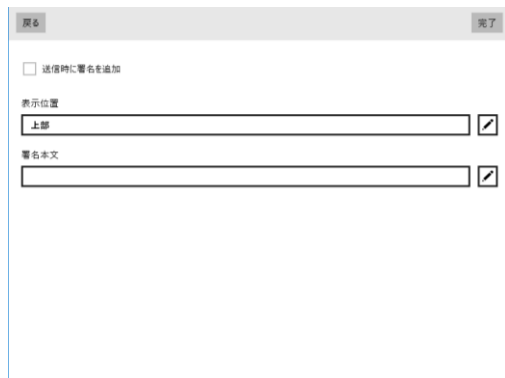 戻る
完了
送信時に署名を追加
表示位置
上部
署名本文